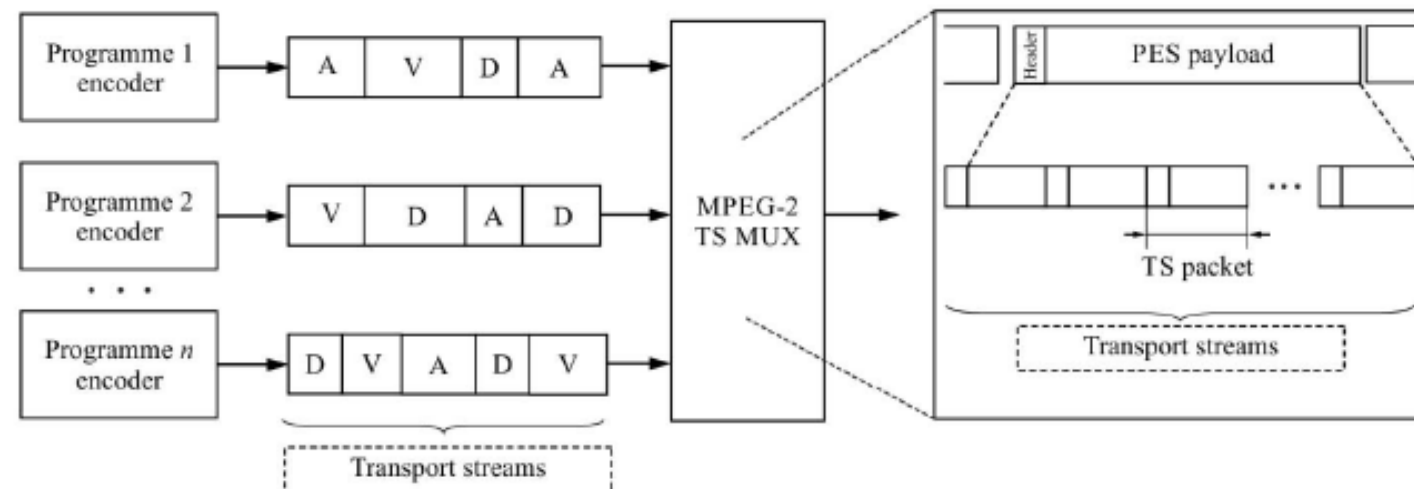 Programme 1
encoder
A V D A
Programme 2
encoder
V D A D
. . .
Programme n
encoder
D V A D V
Transport streams
MPEG-2
TS MUX
Header
PES payload
...
TS packet
Transport streams